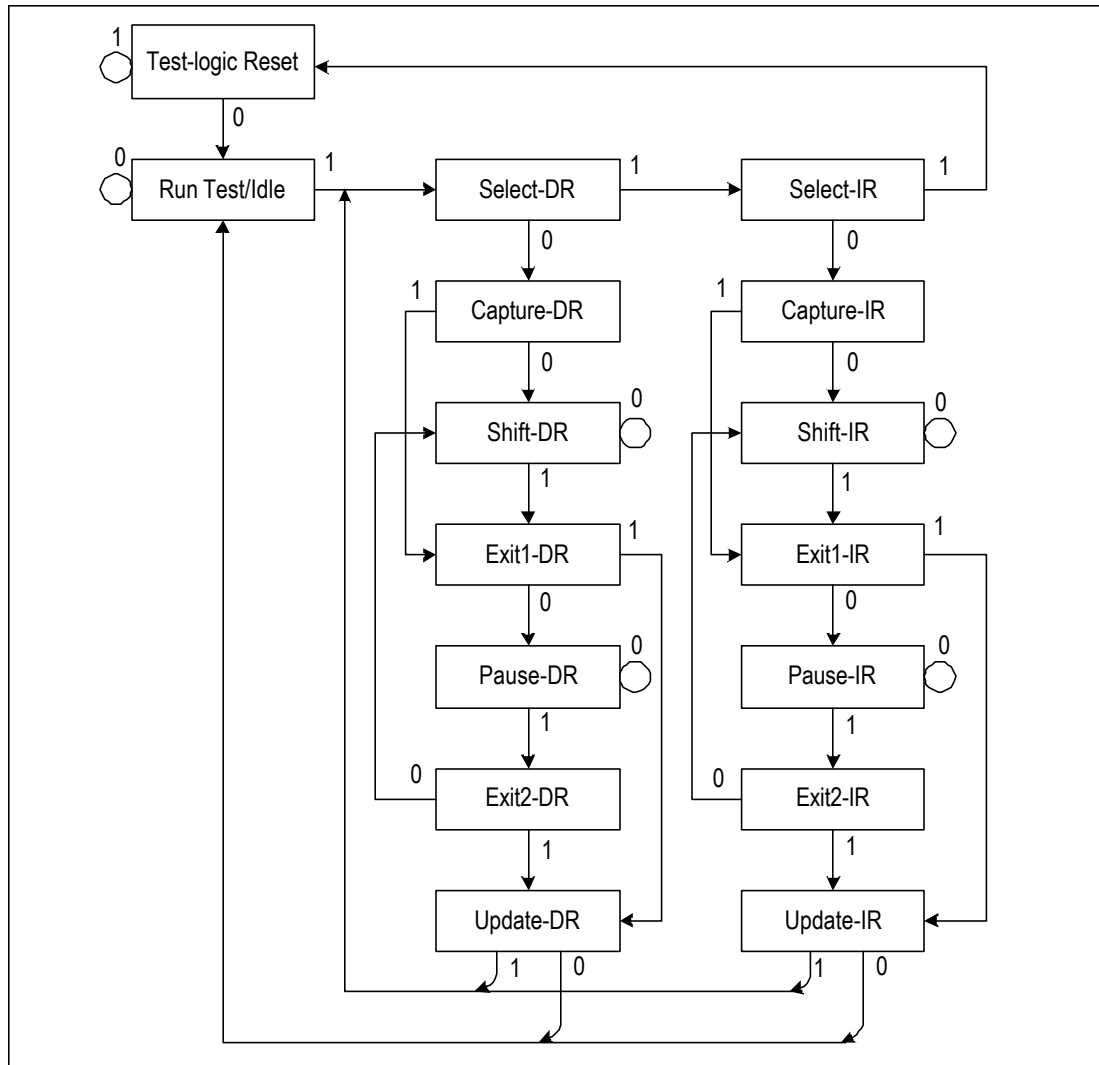 1
Test-logic Reset
0
0
Run Test/Idle
1
Select-DR
1
Select-IR
1
0
0
1
Capture-DR
1
Capture-IR
0
0
0
0
Shift-DR
Shift-IR
1
1
Exit1-DR
1
Exit1-IR
1
0
0
0
0
Pause-DR
Pause-IR
1
1
0
Exit2-DR
0
Exit2-IR
1
1
Update-DR
Update-IR
1
0
1
0